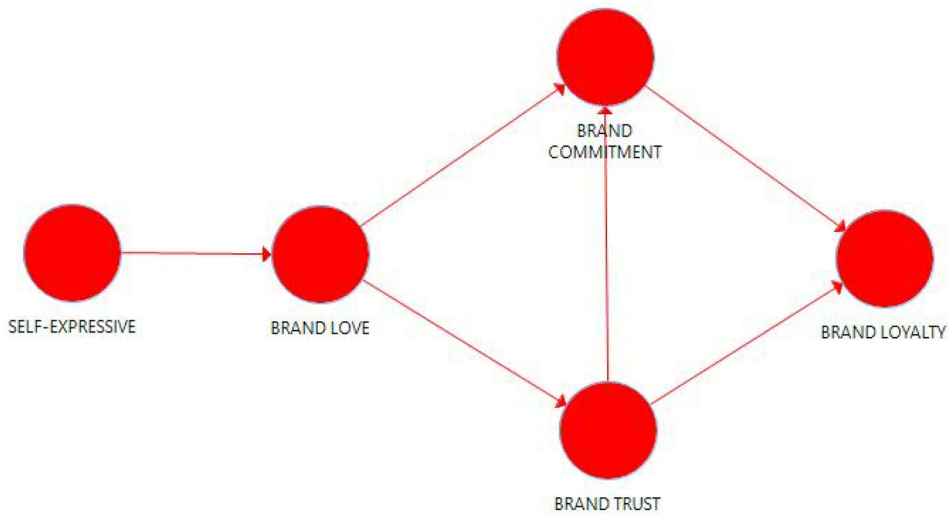 BRAND
COMMITMENT
SELF-EXPRESSIVE
BRAND LOVE
BRAND LOYALTY
BRAND TRUST